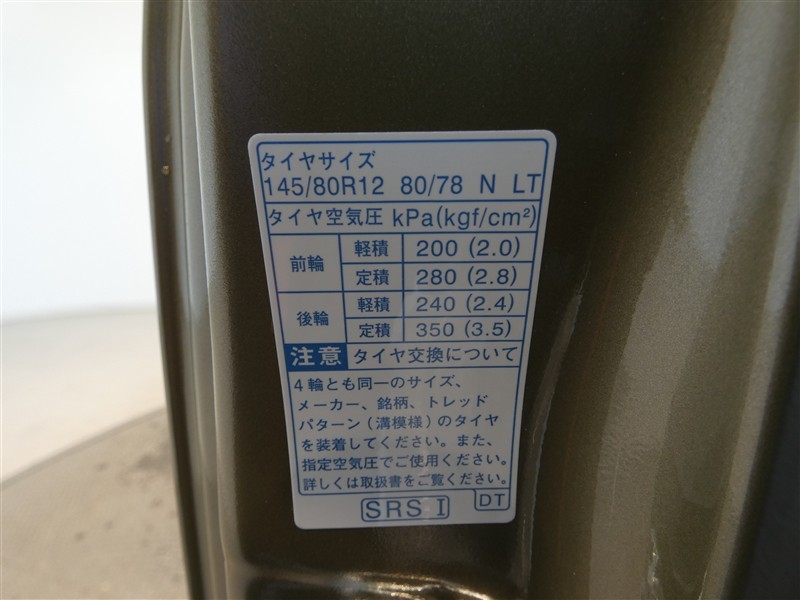 タイヤサイズ
145/80R12 80/78 N LT
タイヤ空気圧 kPa(kgf/cm²)
前輪 軽積 200 (2.0)
定積 280 (2.8)
後輪 軽積 240 (2.4)
定積 350 (3.5)
注意 タイヤ交換について
4輪とも同一のサイズ、
メーカー、銘柄、トレッド
パターン(溝模様)のタイヤ
を装着してください。また、
指定空気圧でご使用ください。
詳しくは取扱書をご覧ください。
SRS I DT